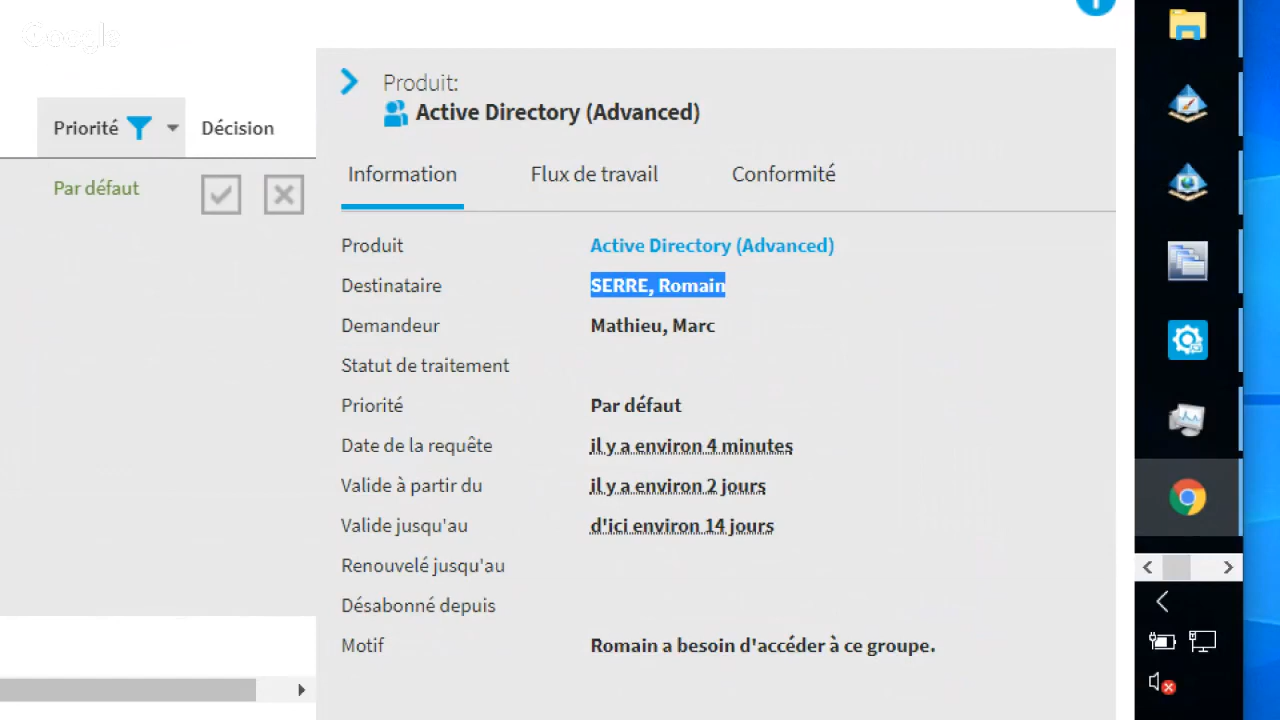 Google
Produit:
Active Directory (Advanced)
Priorité Décision
Information Flux de travail Conformité
Par défaut
Produit Active Directory (Advanced)
Destinataire SERRE, Romain
Demandeur Mathieu, Marc
Statut de traitement
Priorité Par défaut
Date de la requête il y a environ 4 minutes
Valide à partir du il y a environ 2 jours
Valide jusqu'au d'ici environ 14 jours
Renouvelé jusqu'au
Désabonné depuis
Motif Romain a besoin d'accéder à ce groupe.